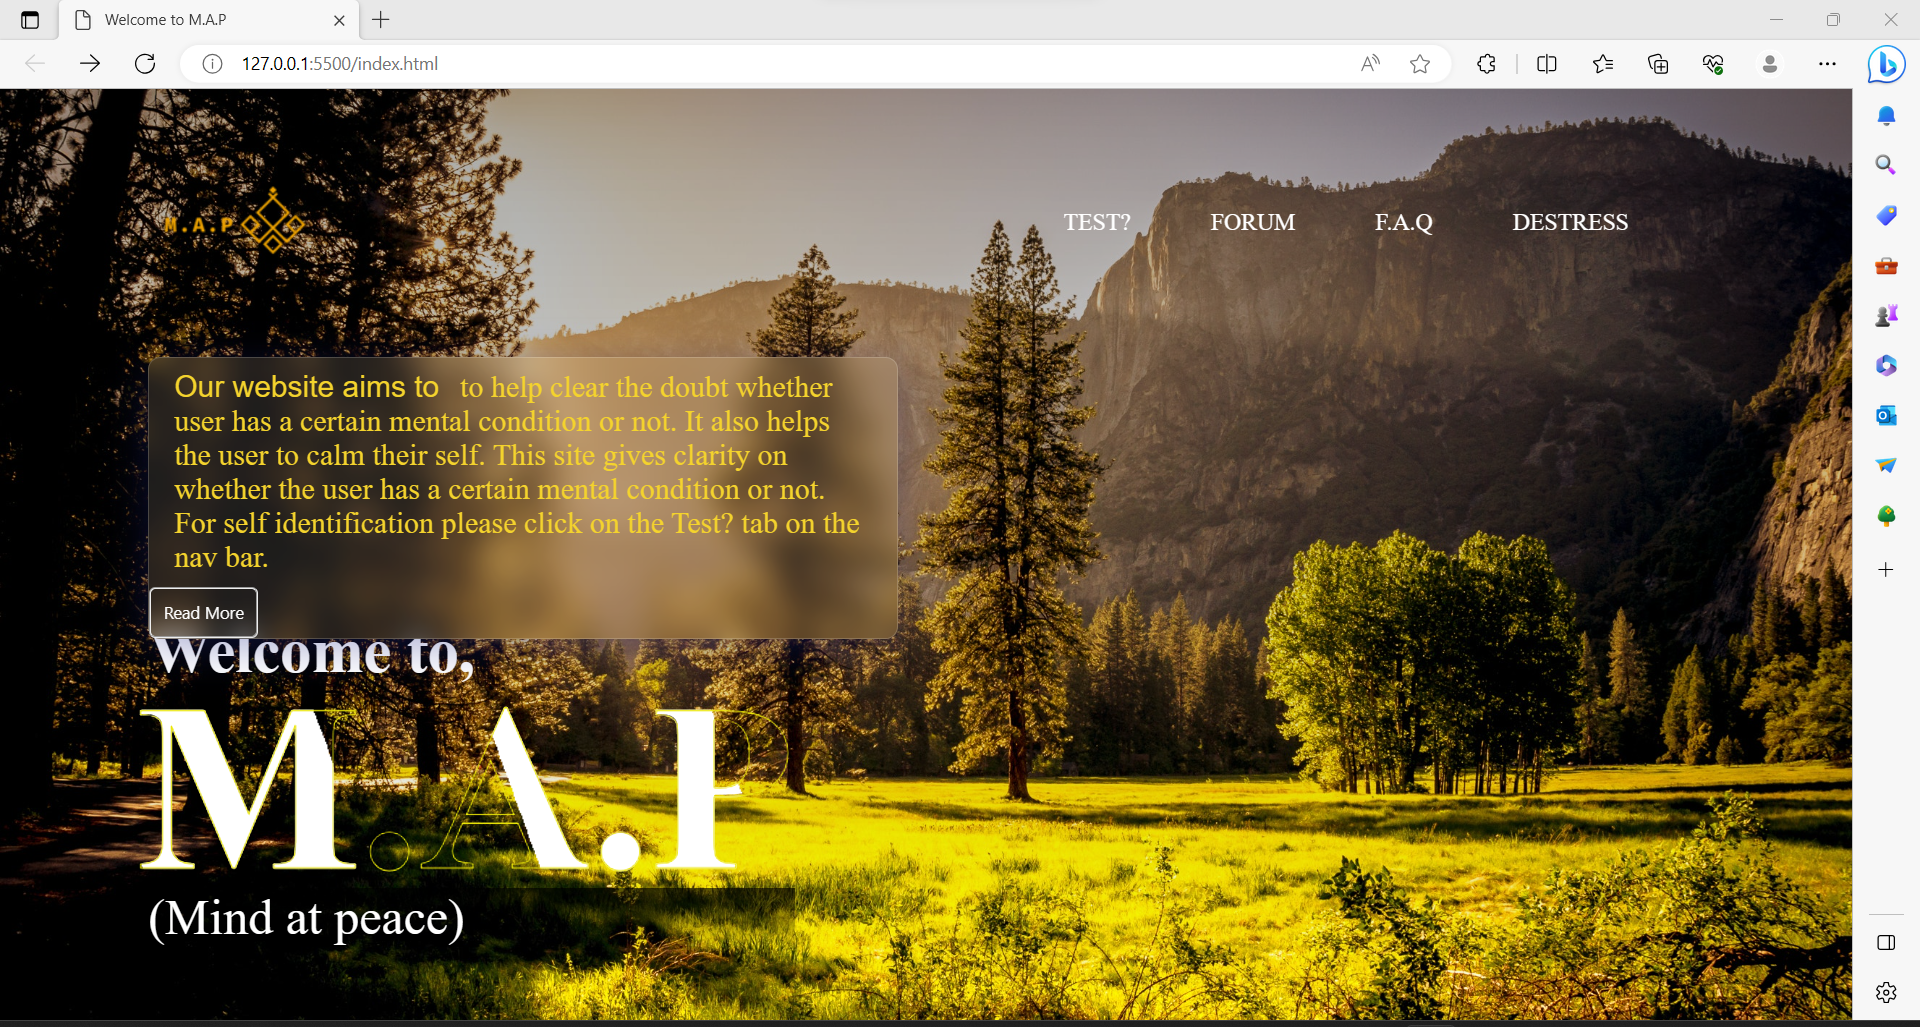 Welcome to M.A.P
127.0.0.1:5500/index.html
M.A.P
TEST? FORUM F.A.Q DESTRESS
Our website aims to to help clear the doubt whether
user has a certain mental condition or not. It also helps
the user to calm their self. This site gives clarity on
whether the user has a certain mental condition or not.
For self identification please click on the Test? tab on the
nav bar.
Read More
Welcome to,
M.A.P
(Mind at peace)